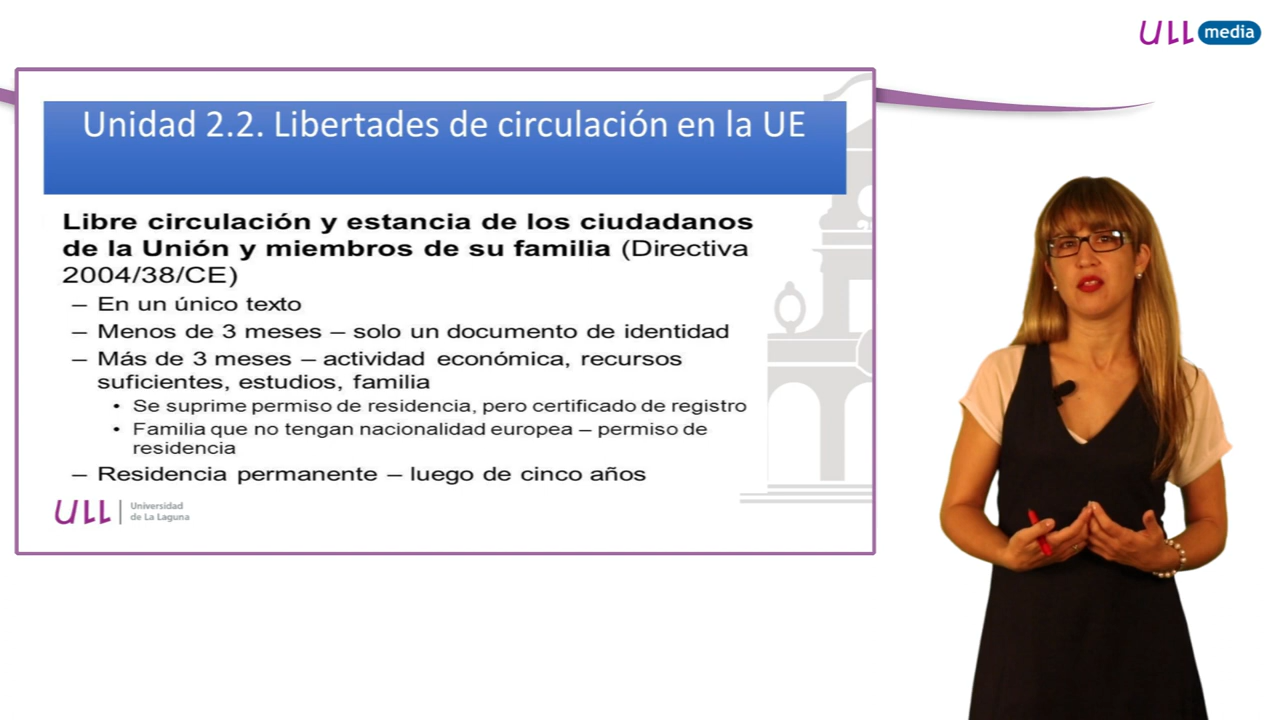 ULL media
Unidad 2.2. Libertades de circulación en la UE
Libre circulación y estancia de los ciudadanos
de la Unión y miembros de su familia (Directiva
2004/38/CE)
– En un único texto
– Menos de 3 meses – solo un documento de identidad
– Más de 3 meses – actividad económica, recursos
suficientes, estudios, familia
• Se suprime permiso de residencia, pero certificado de registro
• Familia que no tengan nacionalidad europea – permiso de
residencia
– Residencia permanente – luego de cinco años
ULL | Universidad
de La Laguna